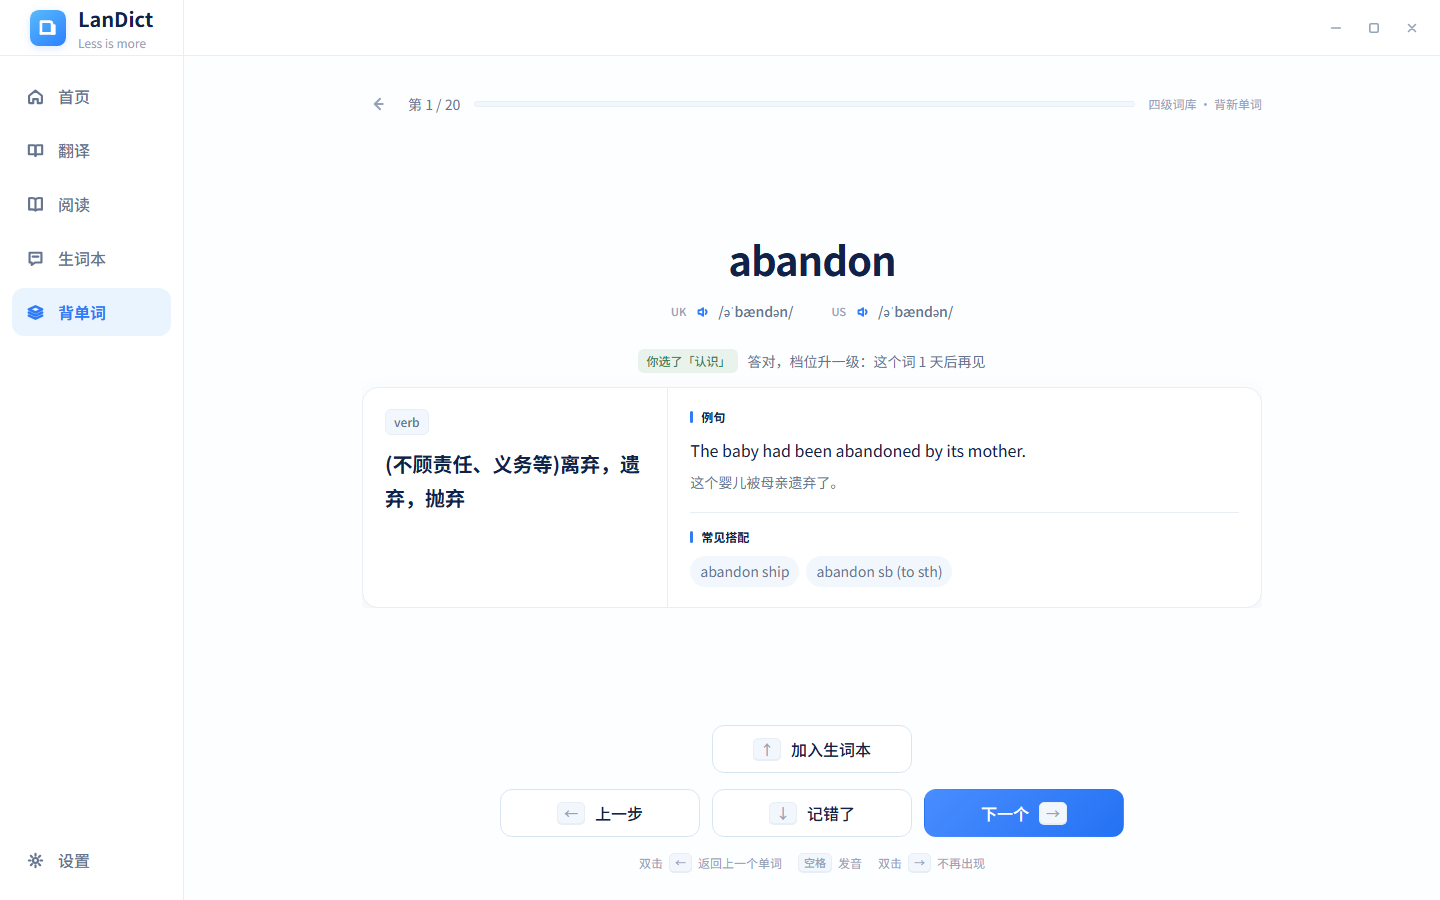 LanDict
Less is more
首页
翻译
阅读
生词本
背单词
设置
第 1 / 20
四级词库 • 背新单词
abandon
UK /əˈbændən/ US /əˈbændən/
你选了「认识」 答对，档位升一级：这个词 1 天后再见
verb
(不顾责任、义务等)离弃，遗
弃，抛弃
例句
The baby had been abandoned by its mother.
这个婴儿被母亲遗弃了。
常见搭配
abandon ship abandon sb (to sth)
↑ 加入生词本
← 上一步 ↓ 记错了 下一个 →
双击 ← 返回上一个单词 空格 发音 双击 → 不再出现